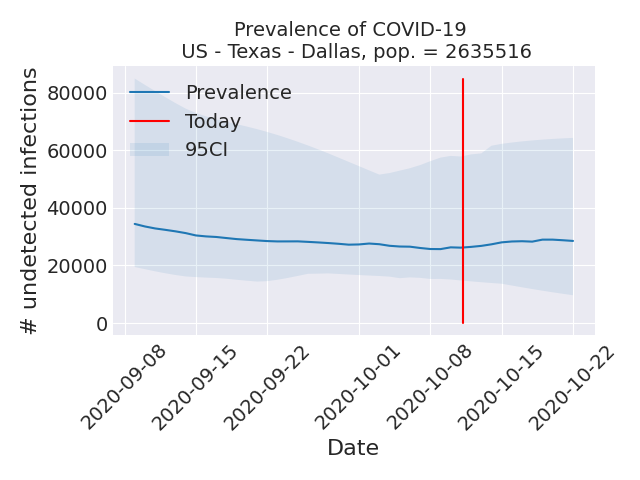 Prevalence of COVID-19
US - Texas - Dallas, pop. = 2635516
# undetected infections
80000
60000
40000
20000
0
Prevalence
Today
95CI
2020-09-08
2020-09-15
2020-09-22
2020-10-01
2020-10-08
2020-10-15
2020-10-22
Date